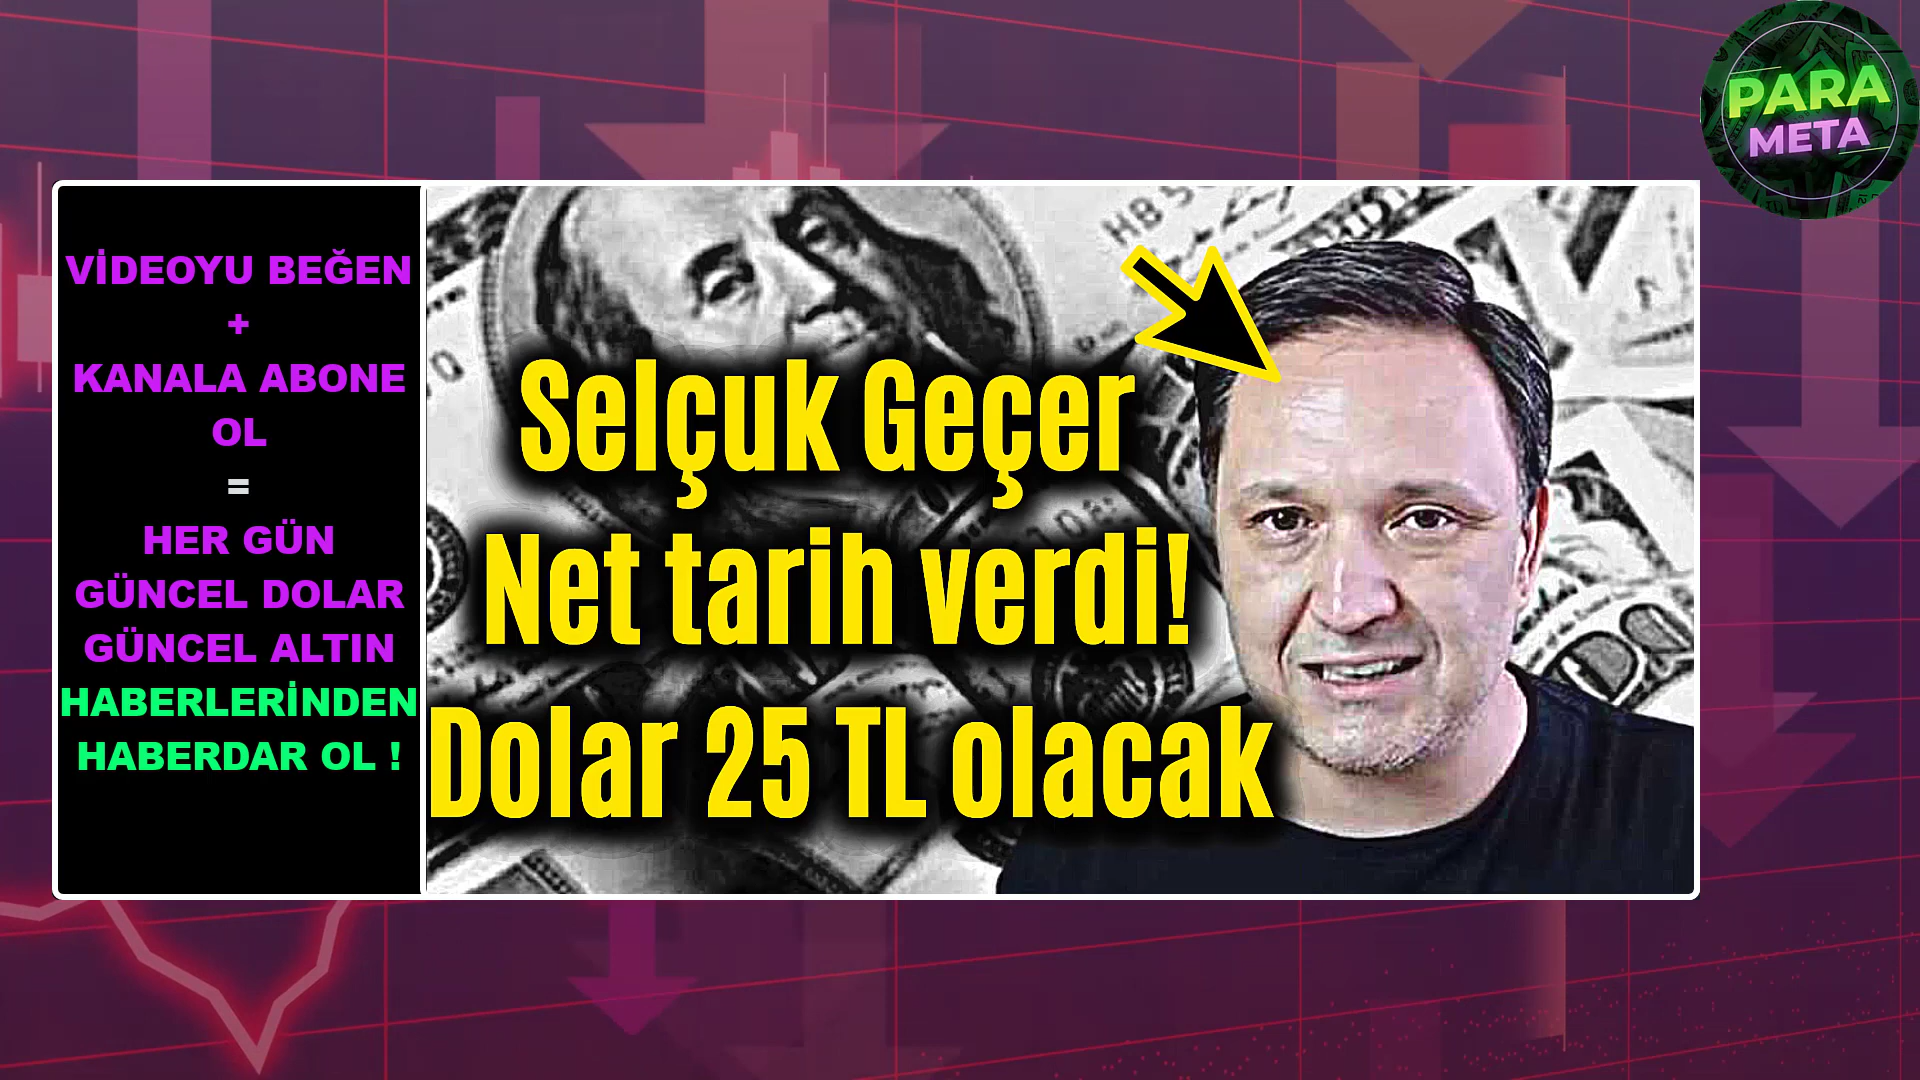 PARA
META
VİDEOYU BEĞEN
+
KANALA ABONE
OL
=
HER GÜN
GÜNCEL DOLAR
GÜNCEL ALTIN
HABERLERİNDEN
HABERDAR OL !
Selçuk Geçer
Net tarih verdi!
Dolar 25 TL olacak